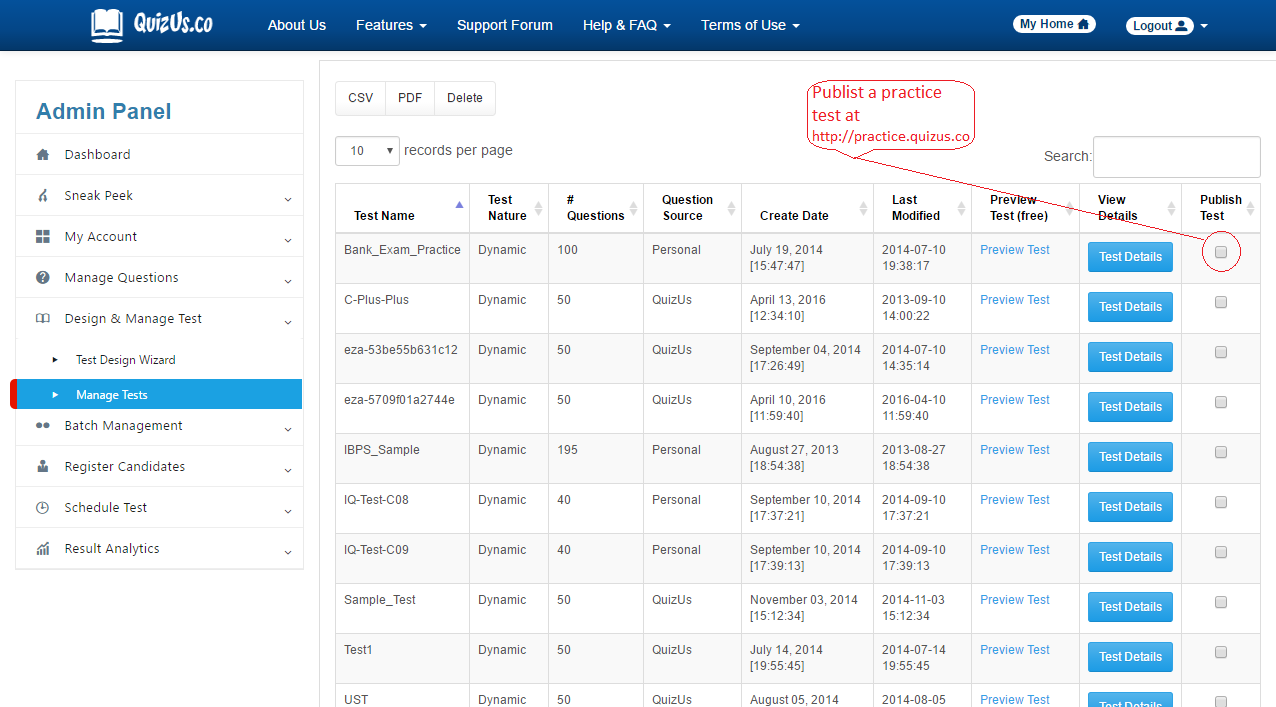 QuizUs.co
About Us Features Support Forum Help & FAQ Terms of Use My Home Logout
Admin Panel
Dashboard
Sneak Peek
My Account
Manage Questions
Design & Manage Test
Test Design Wizard
Manage Tests
Batch Management
Register Candidates
Schedule Test
Result Analytics
CSV PDF Delete
Publist a practice
test at
http://practice.quizus.co
10 records per page
Search:
Test Name Test Nature # Questions Question Source Create Date Last Modified Preview Test (free) View Details Publish Test
Bank_Exam_Practice Dynamic 100 Personal July 19, 2014 2014-07-10 Preview Test Test Details
[15:47:47] 19:38:17
C-Plus-Plus Dynamic 50 QuizUs April 13, 2016 2013-09-10 Preview Test Test Details
[12:34:10] 14:00:22
eza-53be55b631c12 Dynamic 50 QuizUs September 04, 2014 2014-07-10 Preview Test Test Details
[17:26:49] 14:35:14
eza-5709f01a2744e Dynamic 50 QuizUs April 10, 2016 2016-04-10 Preview Test Test Details
[11:59:40] 11:59:40
IBPS_Sample Dynamic 195 Personal August 27, 2013 2013-08-27 Preview Test Test Details
[18:54:38] 18:54:38
IQ-Test-C08 Dynamic 40 Personal September 10, 2014 2014-09-10 Preview Test Test Details
[17:37:21] 17:37:21
IQ-Test-C09 Dynamic 40 Personal September 10, 2014 2014-09-10 Preview Test Test Details
[17:39:13] 17:39:13
Sample_Test Dynamic 50 QuizUs November 03, 2014 2014-11-03 Preview Test Test Details
[15:12:34] 15:12:34
Test1 Dynamic 50 QuizUs July 14, 2014 2014-07-14 Preview Test Test Details
[19:55:45] 19:55:45
UST Dynamic 50 QuizUs August 05, 2014 2014-08-05 Preview Test Test Details